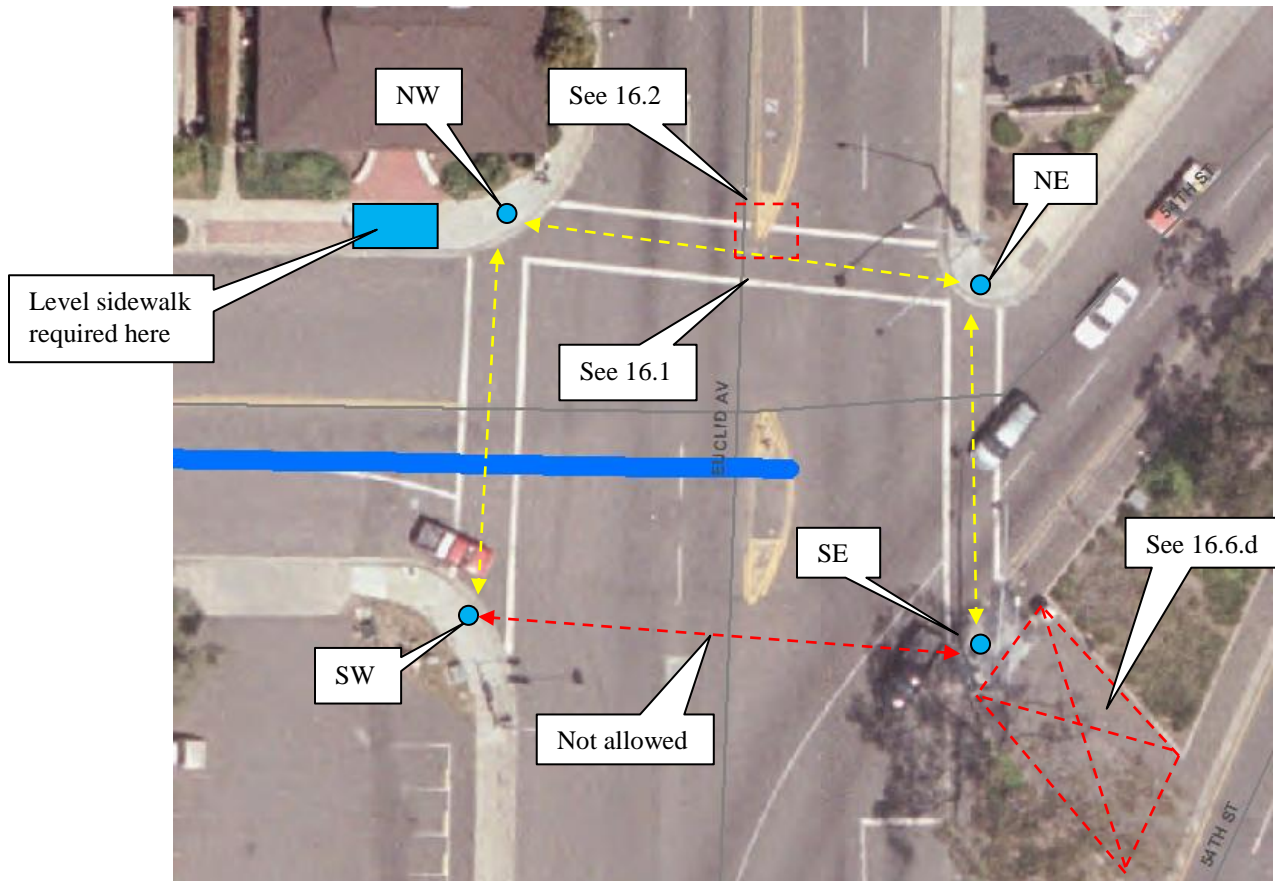 NW
See 16.2
NE
54TH ST
Level sidewalk
required here
See 16.1
EUCLID AV
SE
See 16.6.d
SW
Not allowed
54TH ST